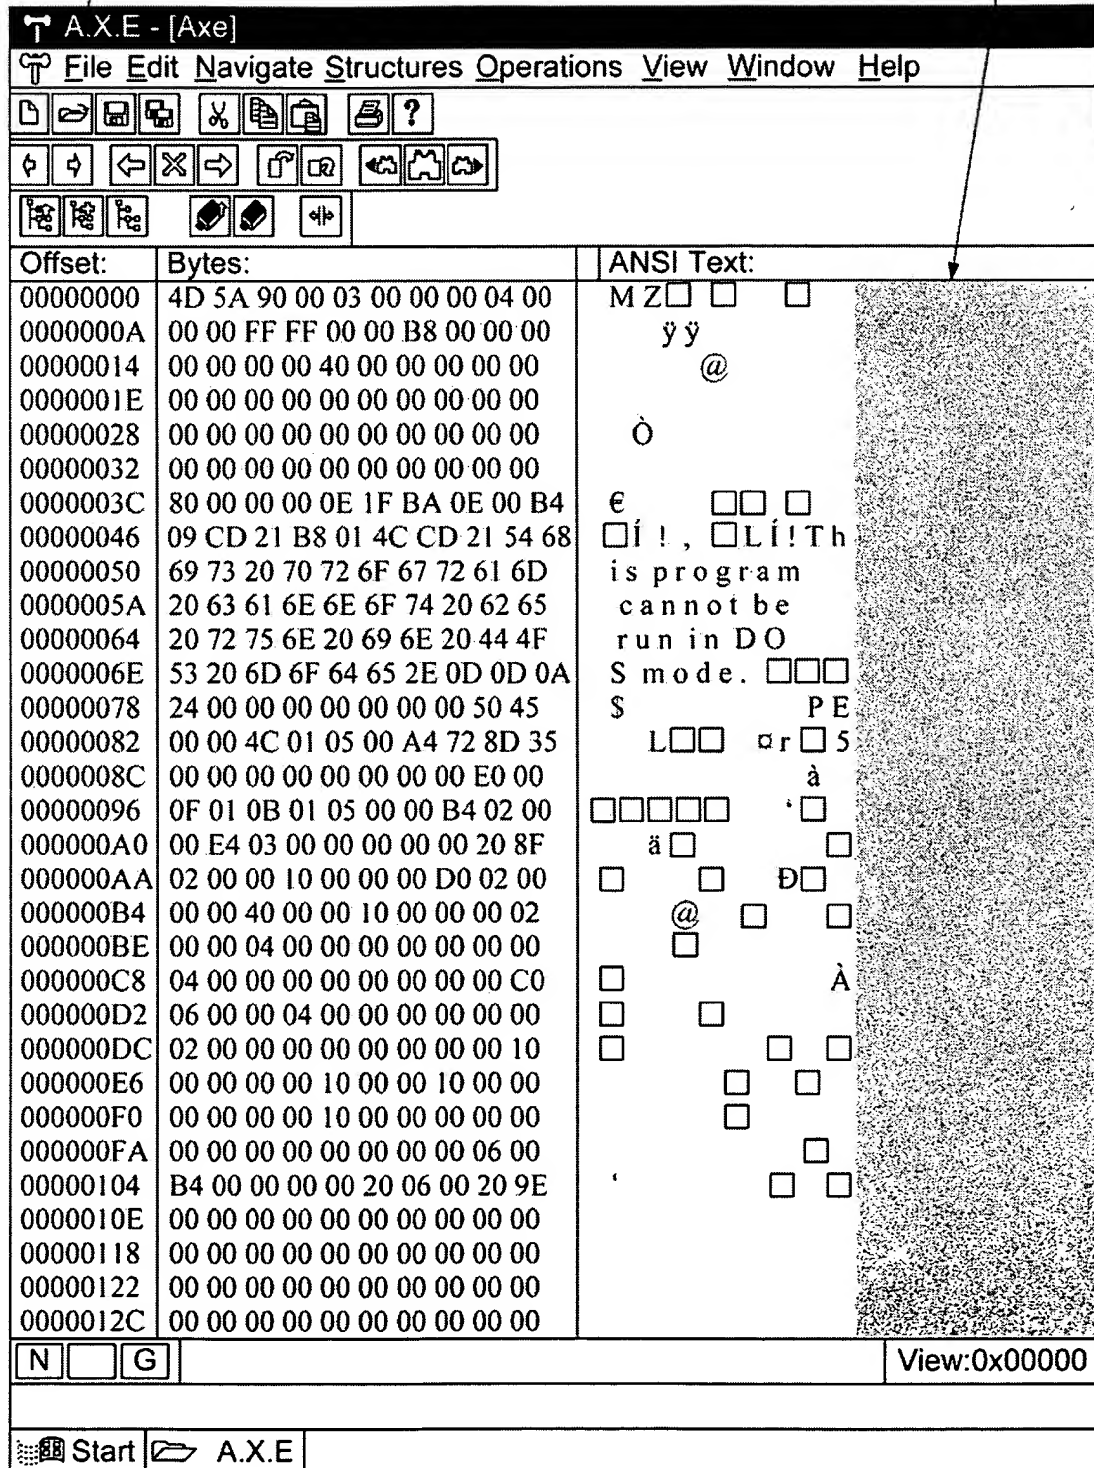 A.X.E - [Axe]
File Edit Navigate Structures Operations View Window Help
Offset: Bytes: ANSI Text:
00000000 4D 5A 90 00 03 00 00 00 04 00 M Z□ □ □
0000000A 00 00 FF FF 00 00 B8 00 00 00 ÿ ÿ
00000014 00 00 00 00 40 00 00 00 00 00 @
0000001E 00 00 00 00 00 00 00 00 00 00
00000028 00 00 00 00 00 00 00 00 00 00 Ò
00000032 00 00 00 00 00 00 00 00 00 00
0000003C 80 00 00 00 0E 1F BA 0E 00 B4 € □□ □
00000046 09 CD 21 B8 01 4C CD 21 54 68 □Í ! , □LÍ!Th
00000050 69 73 20 70 72 6F 67 72 61 6D is program
0000005A 20 63 61 6E 6E 6F 74 20 62 65 cannot be
00000064 20 72 75 6E 20 69 6E 20 44 4F run in DO
0000006E 53 20 6D 6F 64 65 2E 0D 0D 0A S mode. □□□
00000078 24 00 00 00 00 00 00 00 50 45 $ PE
00000082 00 00 4C 01 05 00 A4 72 8D 35 L□□ ¤r□ 5
0000008C 00 00 00 00 00 00 00 00 E0 00 à
00000096 0F 01 0B 01 05 00 00 B4 02 00 □□□□□ ‘□
000000A0 00 E4 03 00 00 00 00 00 20 8F ä□ □
000000AA 02 00 00 10 00 00 00 D0 02 00 □ □ Ð□
000000B4 00 00 40 00 00 10 00 00 00 02 @ □ □
000000BE 00 00 04 00 00 00 00 00 00 00 □
000000C8 04 00 00 00 00 00 00 00 00 C0 □ À
000000D2 06 00 00 04 00 00 00 00 00 00 □ □
000000DC 02 00 00 00 00 00 00 00 00 10 □ □ □
000000E6 00 00 00 00 10 00 00 10 00 00 □ □
000000F0 00 00 00 00 10 00 00 00 00 00 □
000000FA 00 00 00 00 00 00 00 00 06 00 □
00000104 B4 00 00 00 00 20 06 00 20 9E ‘ □ □
0000010E 00 00 00 00 00 00 00 00 00 00
00000118 00 00 00 00 00 00 00 00 00 00
00000122 00 00 00 00 00 00 00 00 00 00
0000012C 00 00 00 00 00 00 00 00 00 00
N G View:0x00000
Start A.X.E